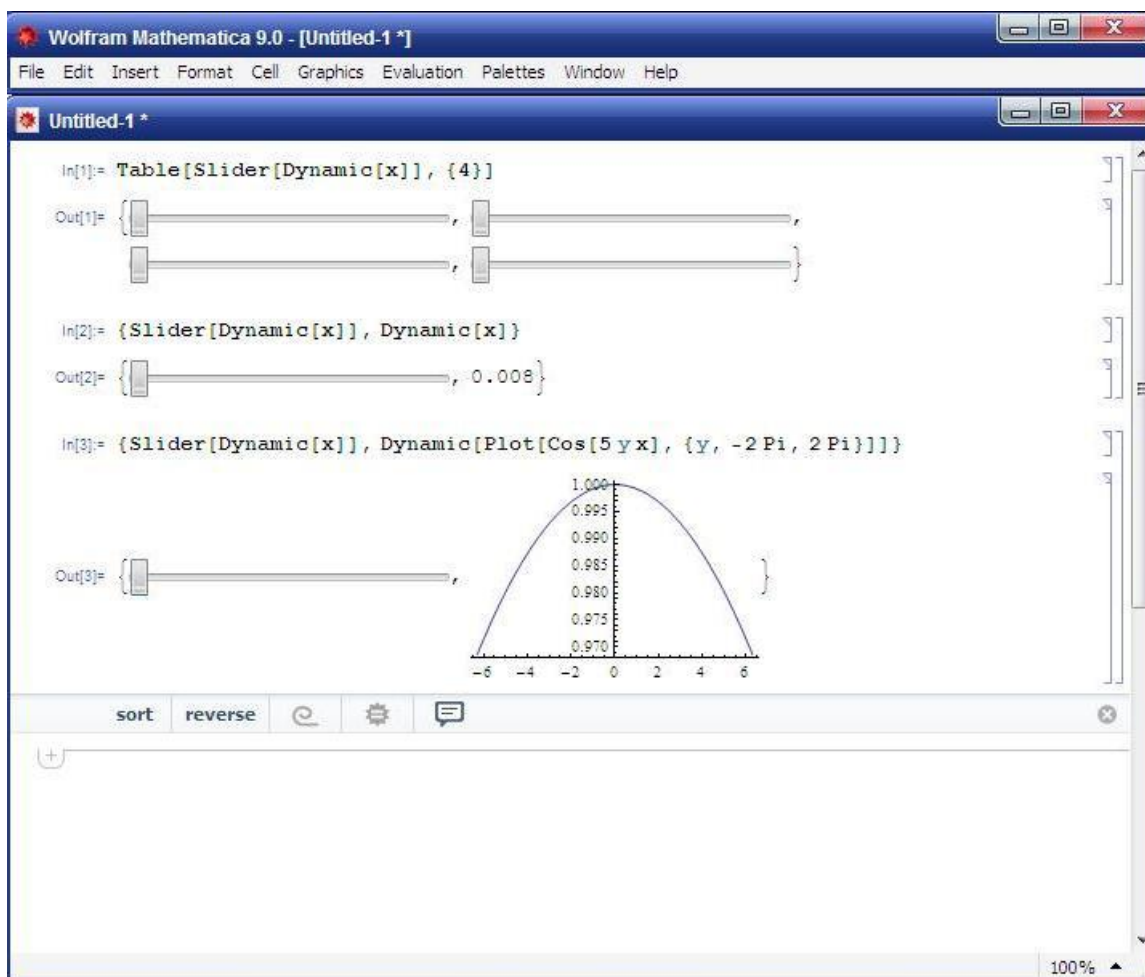 Wolfram Mathematica 9.0 - [Untitled-1 *]
File Edit Insert Format Cell Graphics Evaluation Palettes Window Help
Untitled-1 *
In[1]:= Table[Slider[Dynamic[x]], {4}]
Out[1]= { , ,
, }
In[2]:= {Slider[Dynamic[x]], Dynamic[x]}
Out[2]= { , 0.008}
In[3]:= {Slider[Dynamic[x]], Dynamic[Plot[Cos[5 y x], {y, -2 Pi, 2 Pi}]]}
1.000
0.995
0.990
0.985
Out[3]= { , }
0.980
0.975
0.970
-6 -4 -2 0 2 4 6
sort reverse
100%